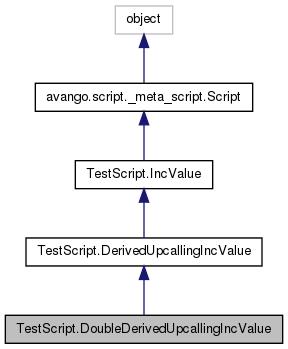 object
avango.script._meta_script.Script
TestScript.IncValue
TestScript.DerivedUpcallingIncValue
TestScript.DoubleDerivedUpcallingIncValue